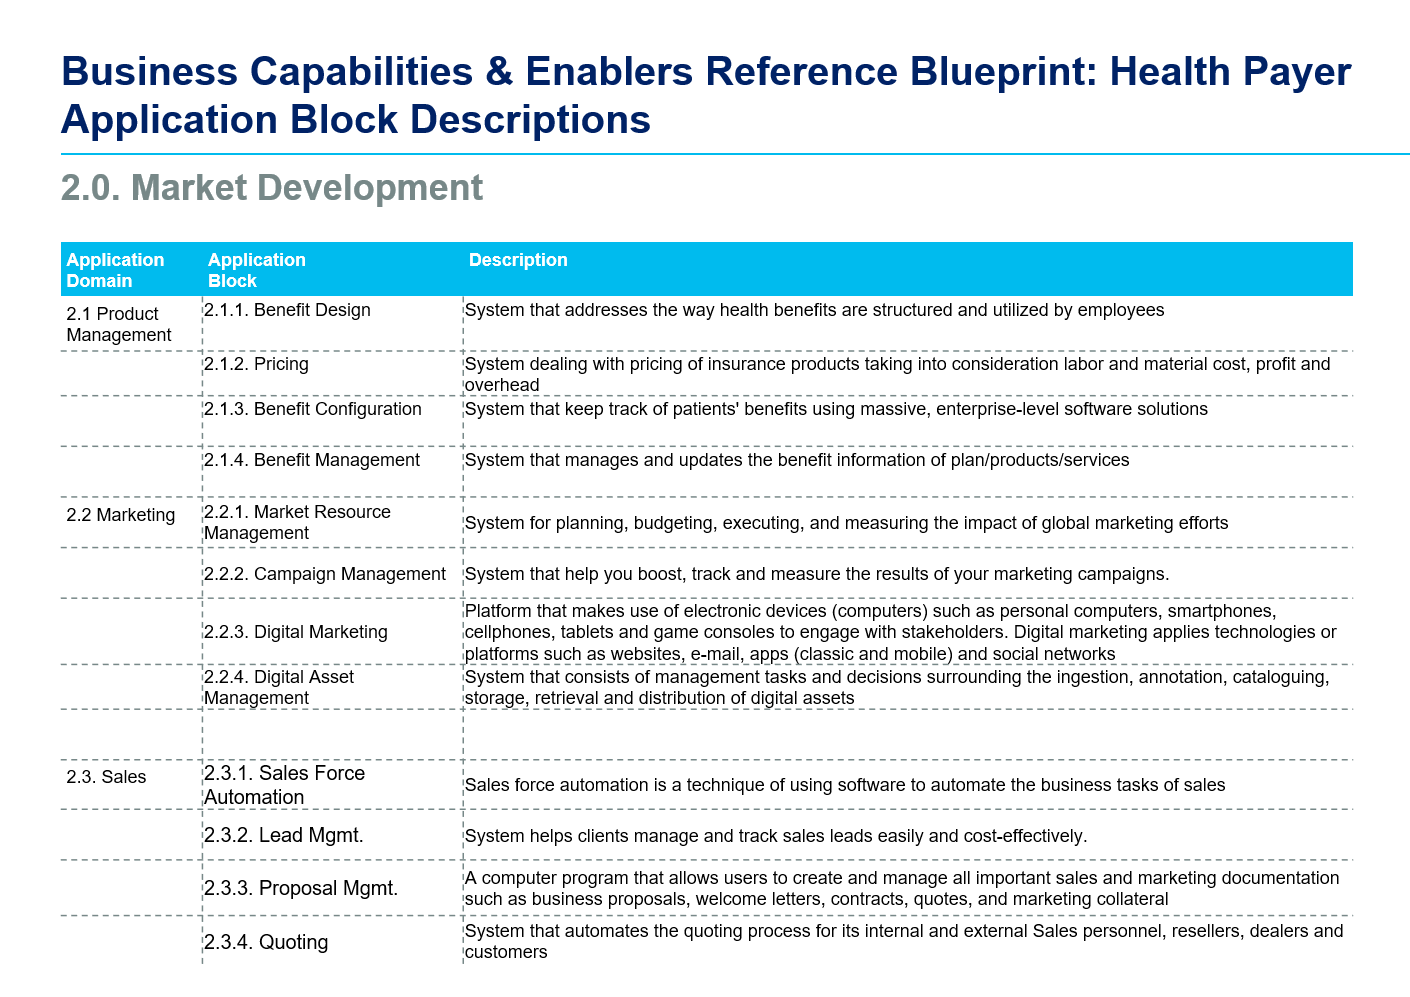 Business Capabilities & Enablers Reference Blueprint: Health Payer
Application Block Descriptions
2.0. Market Development
Application Domain
Application Block
Description
2.1 Product
Management
2.1.1. Benefit Design
System that addresses the way health benefits are structured and utilized by employees
2.1.2. Pricing
System dealing with pricing of insurance products taking into consideration labor and material cost, profit and
overhead
2.1.3. Benefit Configuration
System that keep track of patients' benefits using massive, enterprise-level software solutions
2.1.4. Benefit Management
System that manages and updates the benefit information of plan/products/services
2.2 Marketing
2.2.1. Market Resource
Management
System for planning, budgeting, executing, and measuring the impact of global marketing efforts
2.2.2. Campaign Management
System that help you boost, track and measure the results of your marketing campaigns.
2.2.3. Digital Marketing
Platform that makes use of electronic devices (computers) such as personal computers, smartphones,
cellphones, tablets and game consoles to engage with stakeholders. Digital marketing applies technologies or
platforms such as websites, e-mail, apps (classic and mobile) and social networks
2.2.4. Digital Asset
Management
System that consists of management tasks and decisions surrounding the ingestion, annotation, cataloguing,
storage, retrieval and distribution of digital assets
2.3. Sales
2.3.1. Sales Force
Automation
Sales force automation is a technique of using software to automate the business tasks of sales
2.3.2. Lead Mgmt.
System helps clients manage and track sales leads easily and cost-effectively.
2.3.3. Proposal Mgmt.
A computer program that allows users to create and manage all important sales and marketing documentation
such as business proposals, welcome letters, contracts, quotes, and marketing collateral
2.3.4. Quoting
System that automates the quoting process for its internal and external Sales personnel, resellers, dealers and
customers